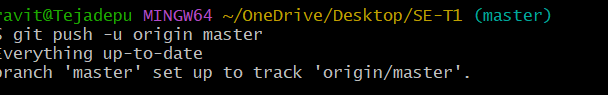 ravit@Tejadepu MINGW64 ~/OneDrive/Desktop/SE-T1 (master)
$ git push -u origin master
Everything up-to-date
branch 'master' set up to track 'origin/master'.